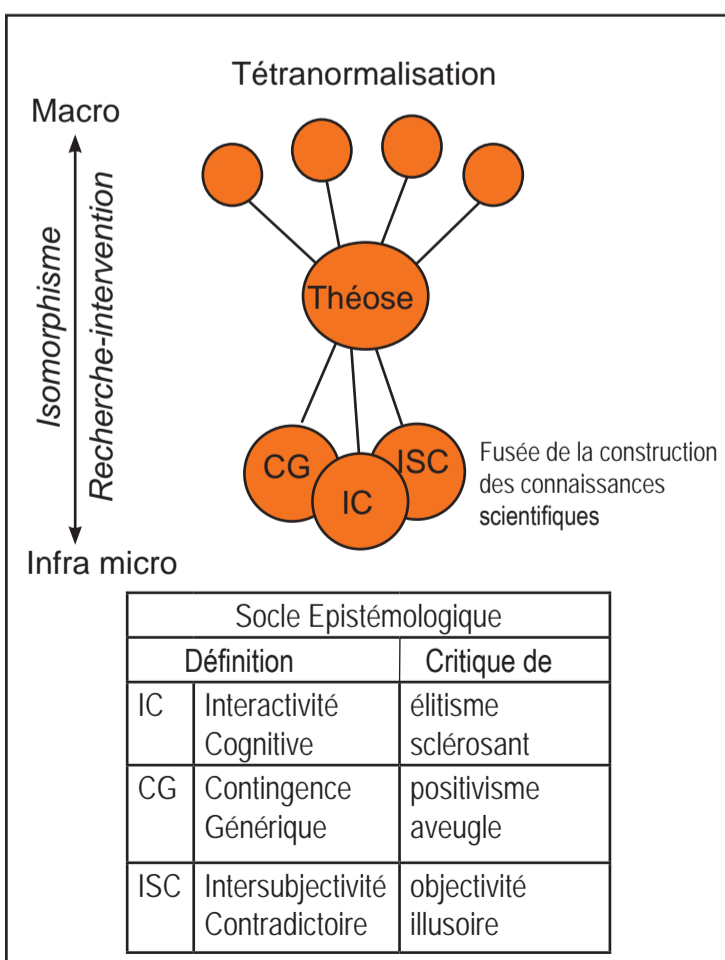 Tétranormalisation
Macro
Isomorphisme
Recherche-intervention
Théose
CG
IC
ISC
Fusée de la construction
des connaissances
scientifiques
Infra micro
Socle Epistémologique
Définition Critique de
IC Interactivité élitisme
Cognitive sclérosant
CG Contingence positivisme
Générique aveugle
ISC Intersubjectivité objectivité
Contradictoire illusoire